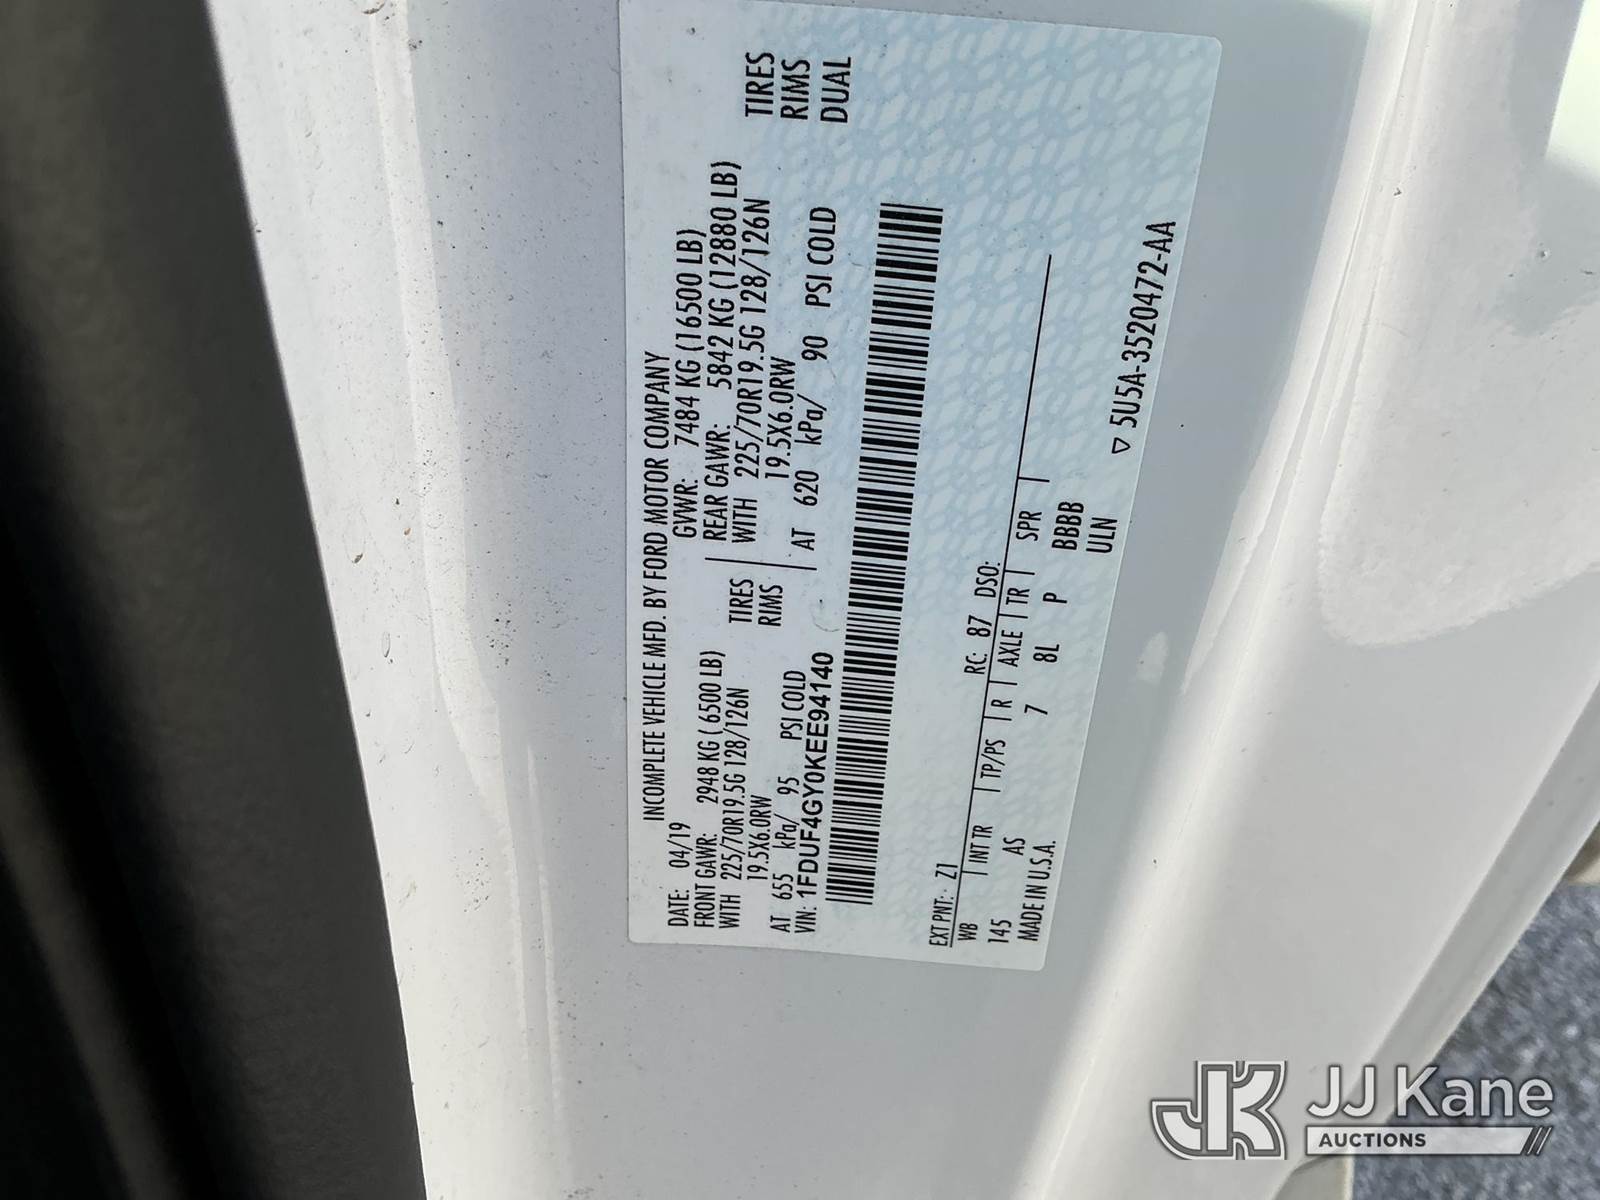 INCOMPLETE VEHICLE MFD. BY FORD MOTOR COMPANY
DATE: 04/19 GVWR: 7484 KG (16500 LB)
FRONT GAWR: 2948 KG ( 6500 LB) REAR GAWR: 5842 KG (12880 LB)
WITH 225/70R19.5G 128/126N TIRES WITH 225/70R19.5G 128/126N TIRES
19.5X6.0RW RIMS 19.5X6.0RW RIMS
AT 655 kPa/ 95 PSI COLD AT 620 kPa/ 90 PSI COLD DUAL
VIN: 1FDUF4GY0KEE94140
EXT PNT: Z1 RC: 87 DSO:
WB INT TR TP/PS R AXLE TR SPR
145 AS 7 8L P BBBB
MADE IN U.S.A. ULN
▽ 5U5A-3520472-AA
JK JJ Kane
AUCTIONS